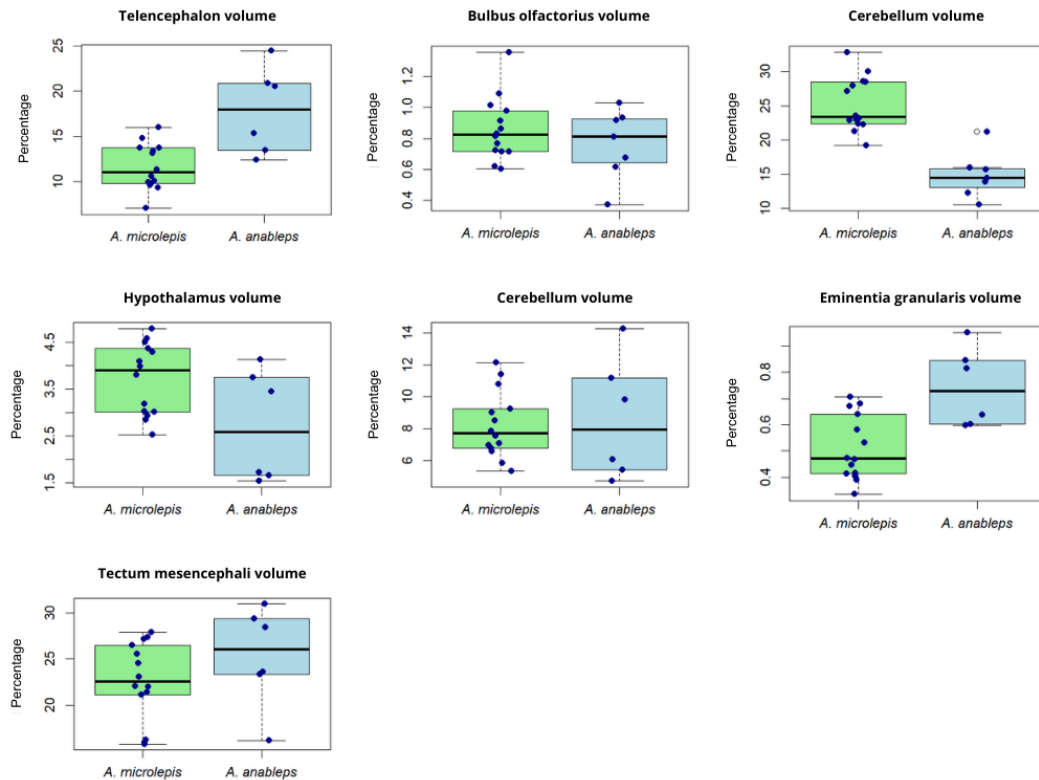 Telencephalon volume
Percentage
25
20
15
10
A. microlepis
A. anableps
Bulbus olfactorius volume
Percentage
1.2
1.0
0.8
0.6
0.4
A. microlepis
A. anableps
Cerebellum volume
Percentage
30
25
20
15
10
A. microlepis
A. anableps
Hypothalamus volume
Percentage
4.5
3.5
2.5
1.5
A. microlepis
A. anableps
Cerebellum volume
Percentage
14
12
10
8
6
A. microlepis
A. anableps
Eminentia granularis volume
Percentage
0.8
0.6
0.4
A. microlepis
A. anableps
Tectum mesencephali volume
Percentage
30
25
20
A. microlepis
A. anableps